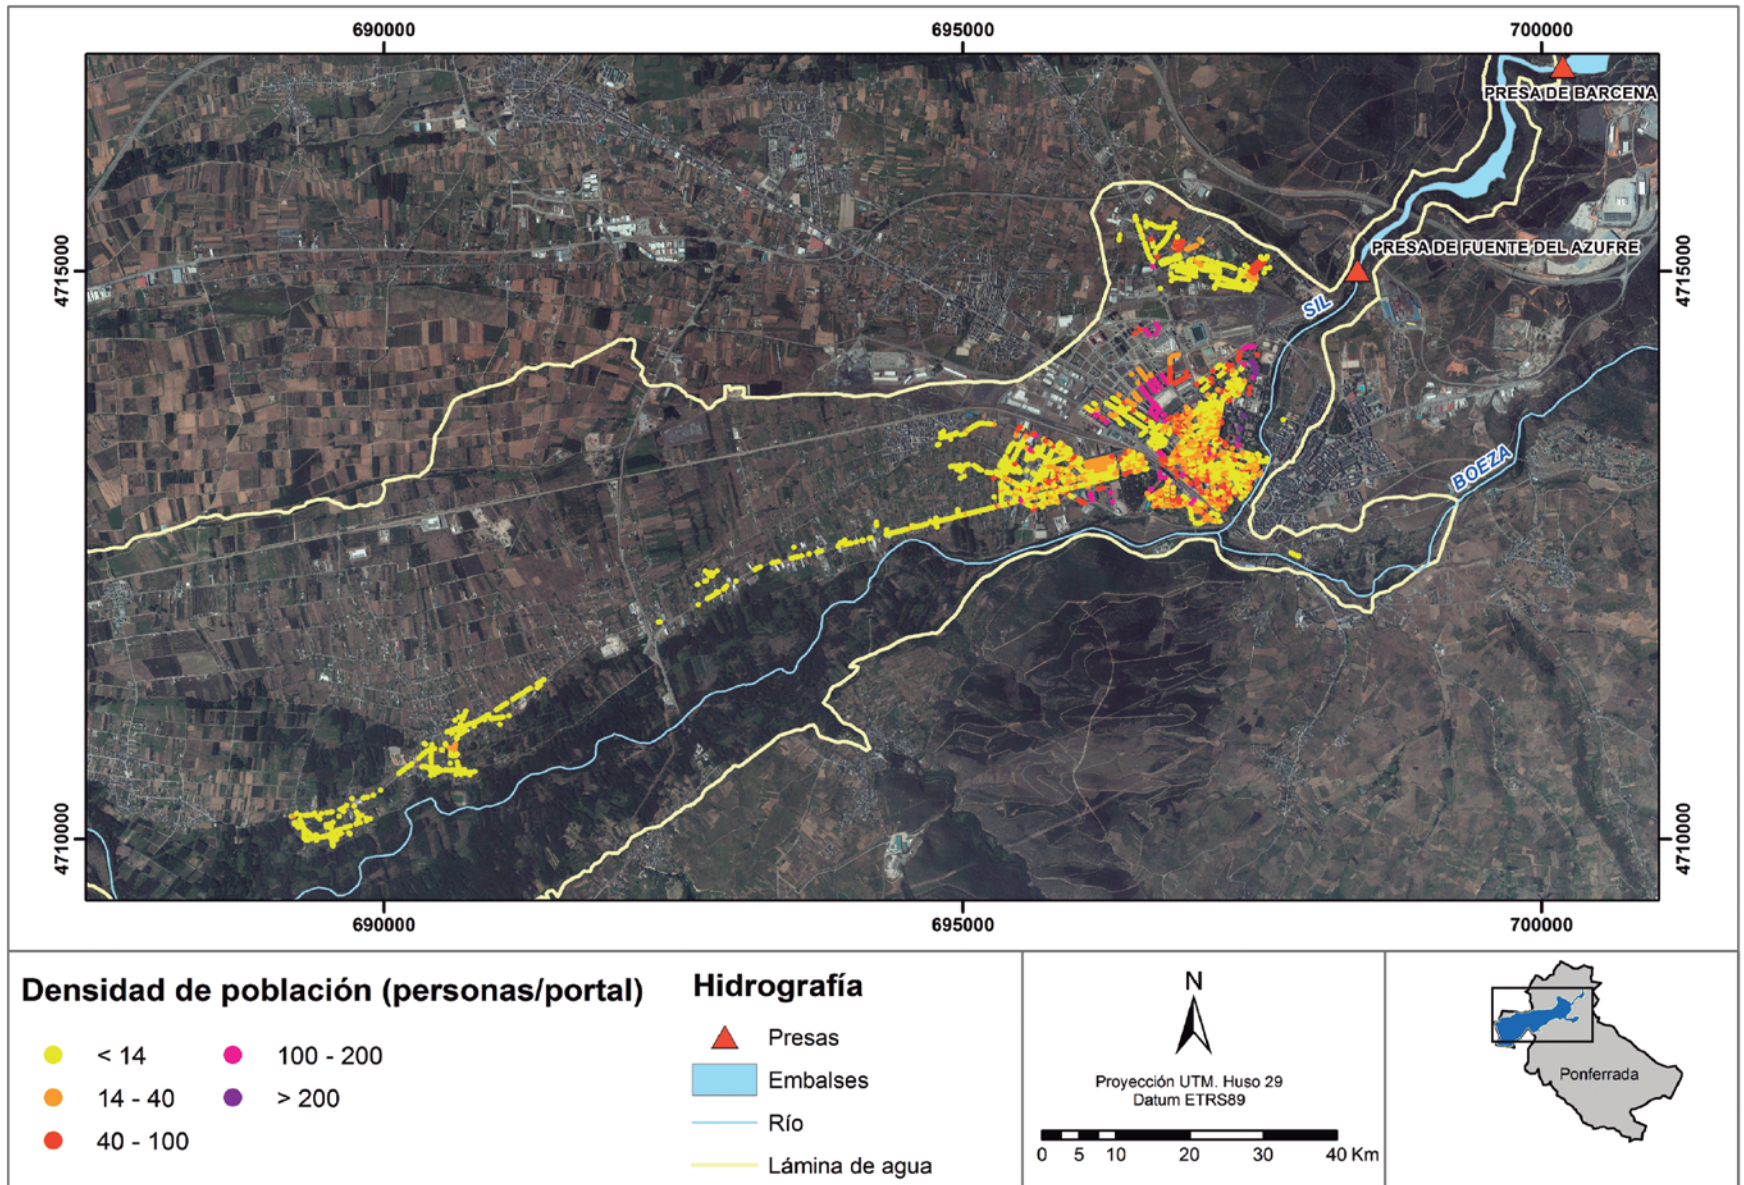 690000
695000
700000
PRESA DE BARCENA
4715000
PRESA DE FUENTE DEL AZUFRE
4715000
SIL
BOEZA
4710000
4710000
690000
695000
700000
Densidad de población (personas/portal)
< 14
14 - 40
40 - 100
100 - 200
> 200
Hidrografía
Presas
Embalses
Río
Lámina de agua
N
Proyección UTM. Huso 29
Datum ETRS89
0 5 10 20 30 40 Km
Ponferrada